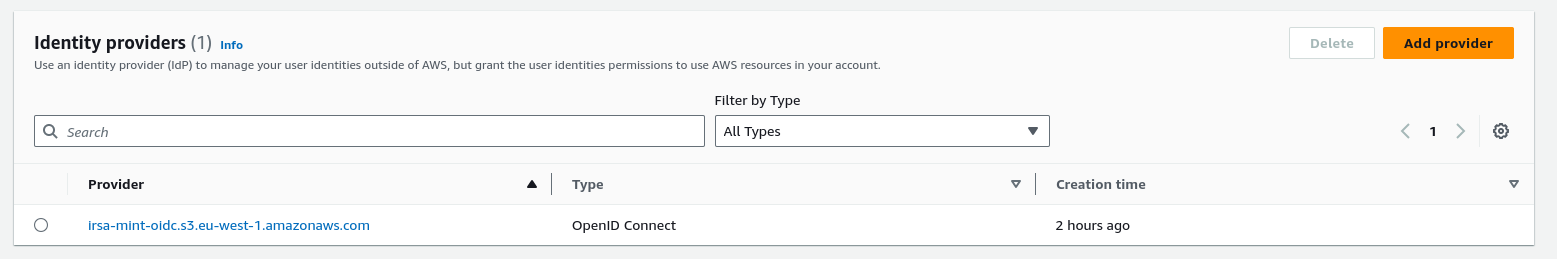 Identity providers (1) Info
Delete
Add provider
Use an identity provider (IdP) to manage your user identities outside of AWS, but grant the user identities permissions to use AWS resources in your account.
Filter by Type
Search
All Types
1
Provider Type Creation time
irsa-mint-oidc.s3.eu-west-1.amazonaws.com OpenID Connect 2 hours ago